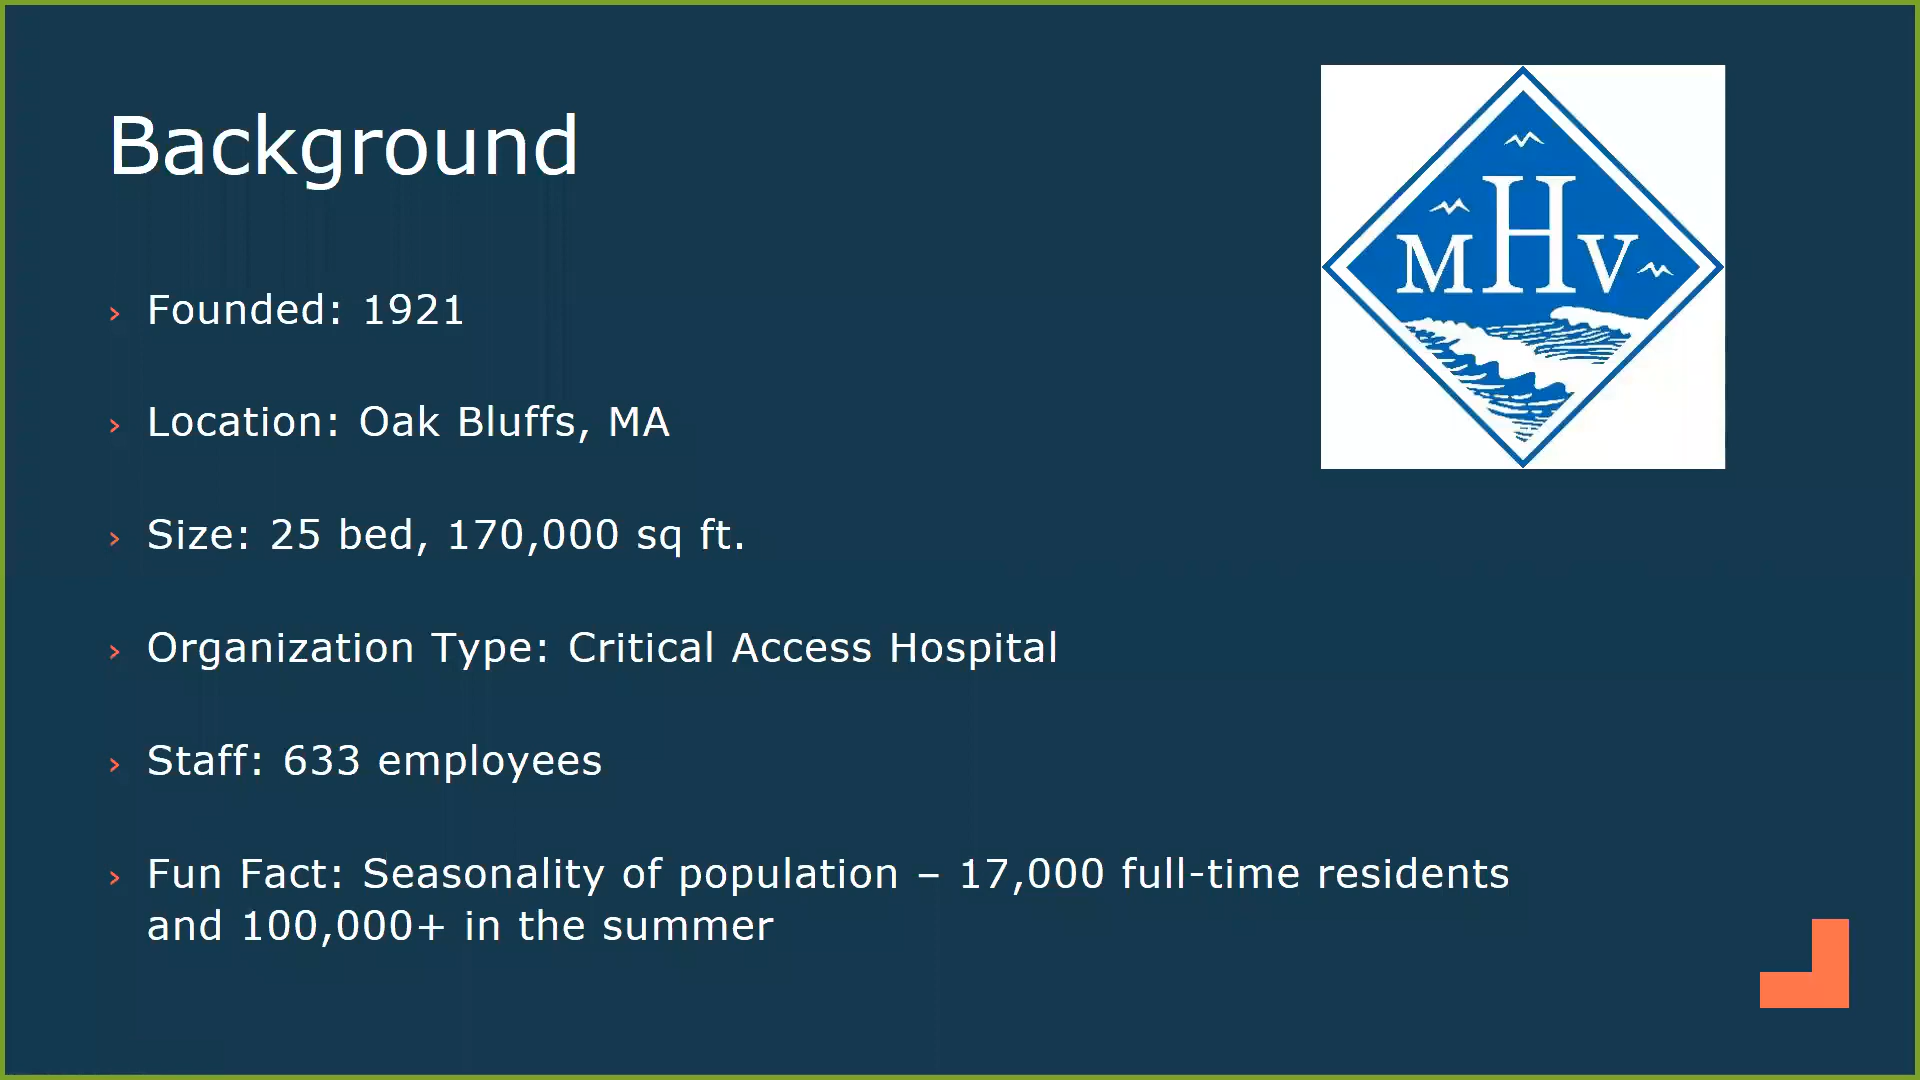 Background
MHV
› Founded: 1921
› Location: Oak Bluffs, MA
› Size: 25 bed, 170,000 sq ft.
› Organization Type: Critical Access Hospital
› Staff: 633 employees
› Fun Fact: Seasonality of population – 17,000 full-time residents
and 100,000+ in the summer